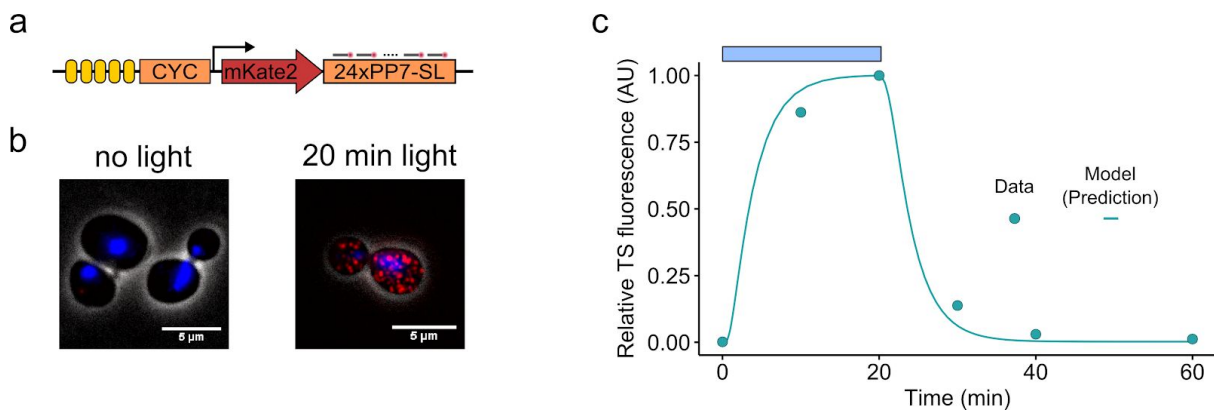 a
CYC
mKate2
24xPP7-SL
b
no light
20 min light
5 µm
5 µm
c
Relative TS fluorescence (AU)
1.00
0.75
0.50
0.25
0.00
0
20
40
60
Time (min)
Data
Model
(Prediction)